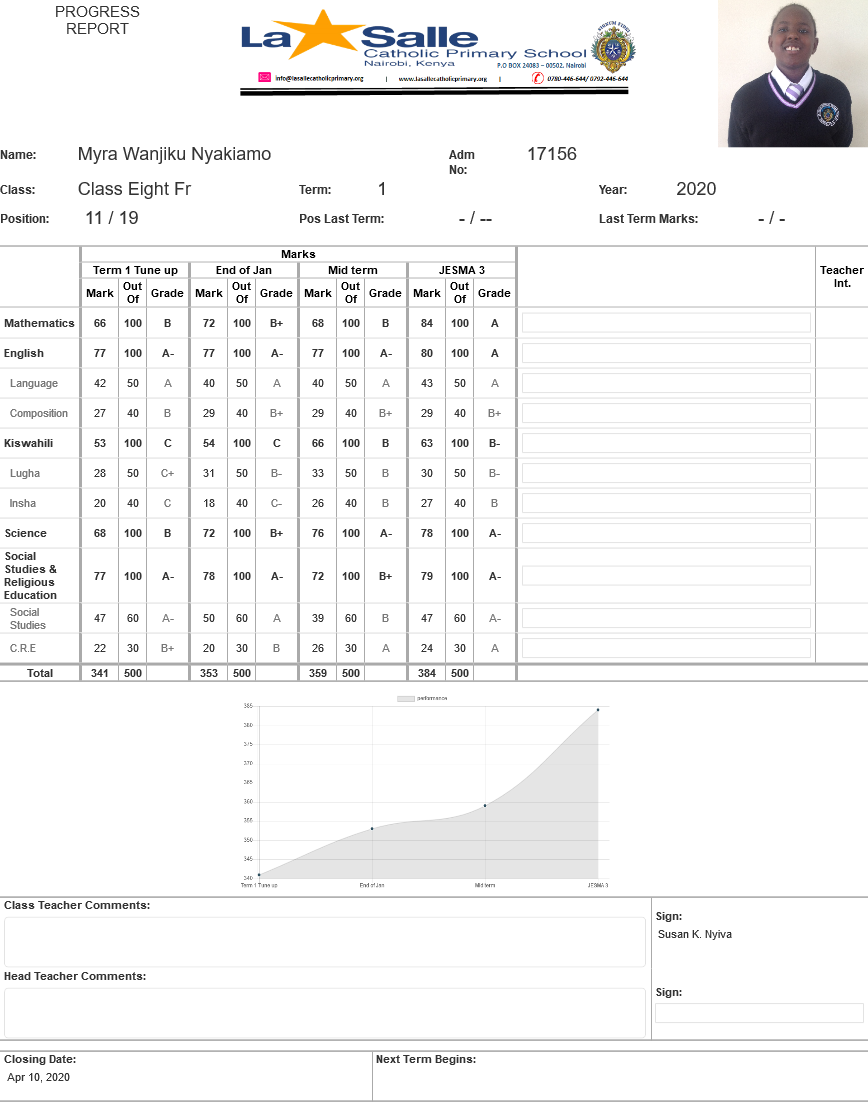 PROGRESS
REPORT
La Salle
Catholic Primary School
Nairobi, Kenya
P.O BOX 24083 – 00502, Nairobi
info@lasallecatholicprimary.org | www.lasallecatholicprimary.org | 0780-446-644/ 0792-446-644
Name: Myra Wanjiku Nyakiamo Adm No: 17156
Class: Class Eight Fr Term: 1 Year: 2020
Position: 11 / 19 Pos Last Term: - / -- Last Term Marks: - / -
Marks
Term 1 Tune up End of Jan Mid term JESMA 3 Teacher Int.
Mark Out Of Grade Mark Out Of Grade Mark Out Of Grade Mark Out Of Grade
Mathematics 66 100 B 72 100 B+ 68 100 B 84 100 A
English 77 100 A- 77 100 A- 77 100 A- 80 100 A
Language 42 50 A 40 50 A 40 50 A 43 50 A
Composition 27 40 B 29 40 B+ 29 40 B+ 29 40 B+
Kiswahili 53 100 C 54 100 C 66 100 B 63 100 B-
Lugha 28 50 C+ 31 50 B- 33 50 B 30 50 B-
Insha 20 40 C 18 40 C- 26 40 B 27 40 B
Science 68 100 B 72 100 B+ 76 100 A- 78 100 A-
Social Studies & Religious Education 77 100 A- 78 100 A- 72 100 B+ 79 100 A-
Social Studies 47 60 A- 50 60 A 39 60 B 47 60 A-
C.R.E 22 30 B+ 20 30 B 26 30 A 24 30 A
Total 341 500 353 500 359 500 384 500
performance
385
380
375
370
365
360
355
350
345
340
Term 1 Tune up End of Jan Mid term JESMA 3
Class Teacher Comments:
Sign:
Susan K. Nyiva
Head Teacher Comments:
Sign:
Closing Date: Next Term Begins:
Apr 10, 2020